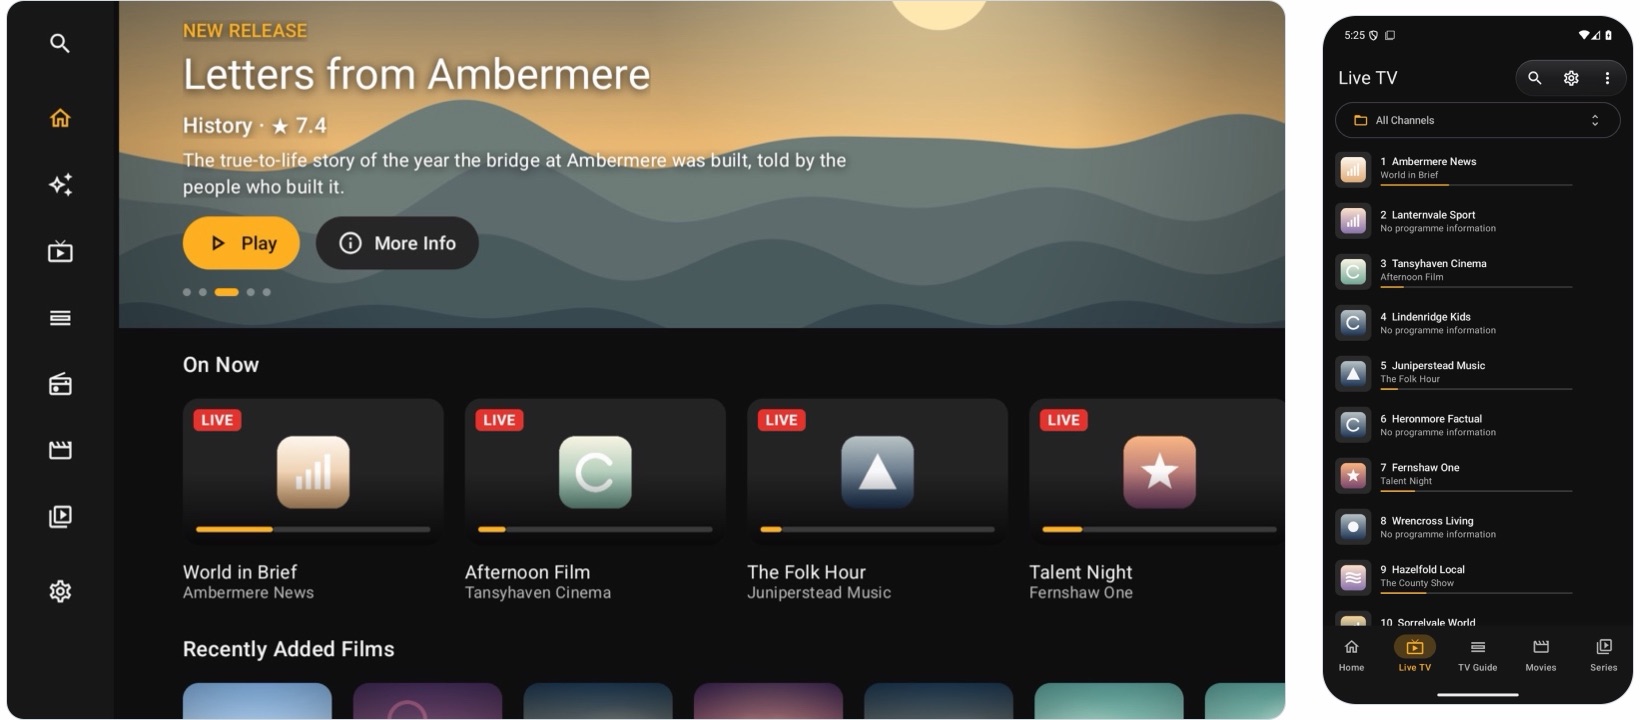 NEW RELEASE
Letters from Ambermere
History · ★ 7.4
The true-to-life story of the year the bridge at Ambermere was built, told by the
people who built it.
Play
More Info
On Now
LIVE
LIVE
LIVE
LIVE
World in Brief
Ambermere News
Afternoon Film
Tansyhaven Cinema
The Folk Hour
Juniperstead Music
Talent Night
Fernshaw One
Recently Added Films
5:25
Live TV
All Channels
1 Ambermere News
World in Brief
2 Lanternvale Sport
No programme information
3 Tansyhaven Cinema
Afternoon Film
4 Lindenridge Kids
No programme information
5 Juniperstead Music
The Folk Hour
6 Heronmore Factual
No programme information
7 Fernshaw One
Talent Night
8 Wrencross Living
No programme information
9 Hazelfold Local
The County Show
10 Sorrelvale World
Home
Live TV
TV Guide
Movies
Series